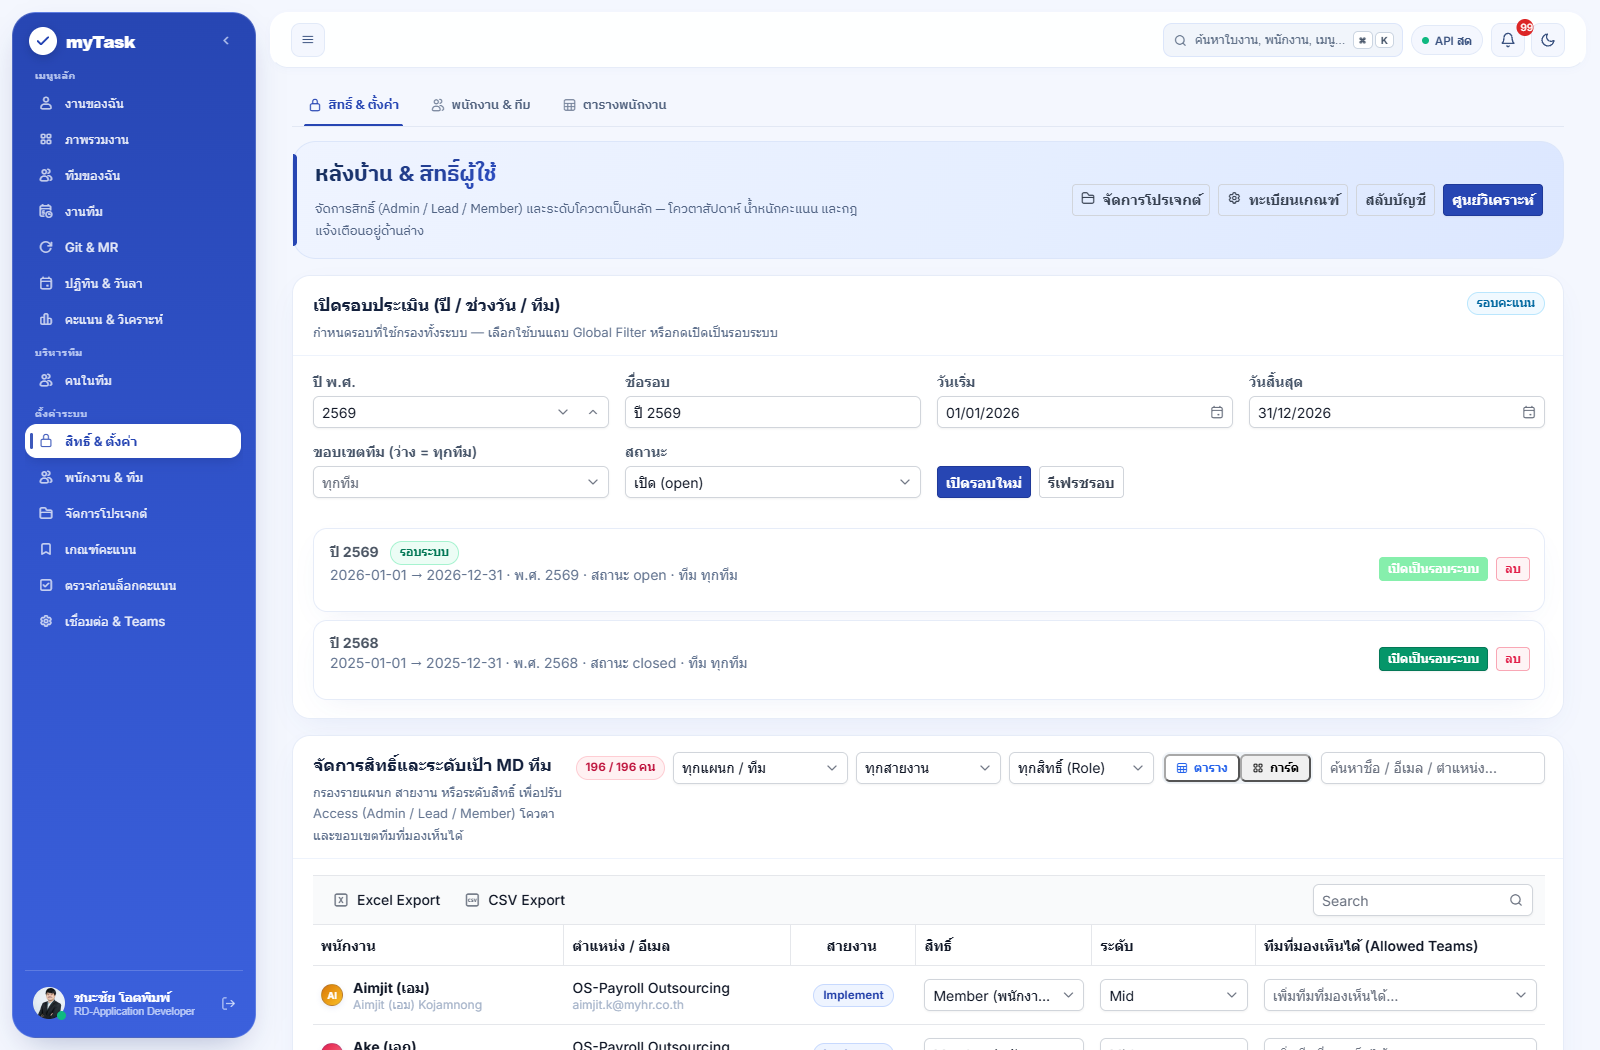 myTask
เมนูหลัก
งานของฉัน
ภาพรวมงาน
ทีมของฉัน
งานทีม
Git & MR
ปฏิทิน & วันลา
คะแนน & วิเคราะห์
บริหารทีม
คนในทีม
ตั้งค่าระบบ
สิทธิ์ & ตั้งค่า
พนักงาน & ทีม
จัดการโปรเจกต์
เกณฑ์คะแนน
ตรวจก่อนล็อกคะแนน
เชื่อมต่อ & Teams
ชนะชัย โอดพิมพ์
RD-Application Developer
ค้นหาใบงาน, พนักงาน, เมนู... ⌘ K
API สด
99
สิทธิ์ & ตั้งค่า พนักงาน & ทีม ตารางพนักงาน
หลังบ้าน & สิทธิ์ผู้ใช้
จัดการสิทธิ์ (Admin / Lead / Member) และระดับโควตาเป็นหลัก — โควตาสัปดาห์ น้ำหนักคะแนน และกฎ
แจ้งเตือนอยู่ด้านล่าง
จัดการโปรเจกต์ ทะเบียนเกณฑ์ สลับบัญชี ศูนย์วิเคราะห์
เปิดรอบประเมิน (ปี / ช่วงวัน / ทีม)
รอบคะแนน
กำหนดรอบที่ใช้กรองทั้งระบบ — เลือกใช้บนแถบ Global Filter หรือกดเปิดเป็นรอบระบบ
ปี พ.ศ. ชื่อรอบ วันเริ่ม วันสิ้นสุด
2569 ปี 2569 01/01/2026 31/12/2026
ขอบเขตทีม (ว่าง = ทุกทีม) สถานะ
ทุกทีม เปิด (open) เปิดรอบใหม่ รีเฟรชรอบ
ปี 2569 รอบระบบ
2026-01-01 → 2026-12-31 · พ.ศ. 2569 · สถานะ open · ทีม ทุกทีม
เปิดเป็นรอบระบบ ลบ
ปี 2568
2025-01-01 → 2025-12-31 · พ.ศ. 2568 · สถานะ closed · ทีม ทุกทีม
เปิดเป็นรอบระบบ ลบ
จัดการสิทธิ์และระดับเป้า MD ทีม
196 / 196 คน ทุกแผนก / ทีม ทุกสายงาน ทุกสิทธิ์ (Role) ตาราง การ์ด ค้นหาชื่อ / อีเมล / ตำแหน่ง...
กรองรายแผนก สายงาน หรือระดับสิทธิ์ เพื่อปรับ
Access (Admin / Lead / Member) โควตา
และขอบเขตทีมที่มองเห็นได้
Excel Export CSV Export Search
พนักงาน ตำแหน่ง / อีเมล สายงาน สิทธิ์ ระดับ ทีมที่มองเห็นได้ (Allowed Teams)
AI Aimjit (เอม) OS-Payroll Outsourcing Implement Member (พนักงา... Mid เพิ่มทีมที่มองเห็นได้...
Aimjit (เอม) Kojamnong aimjit.k@myhr.co.th
Ake (เอก) OS-Payroll Outsourcing